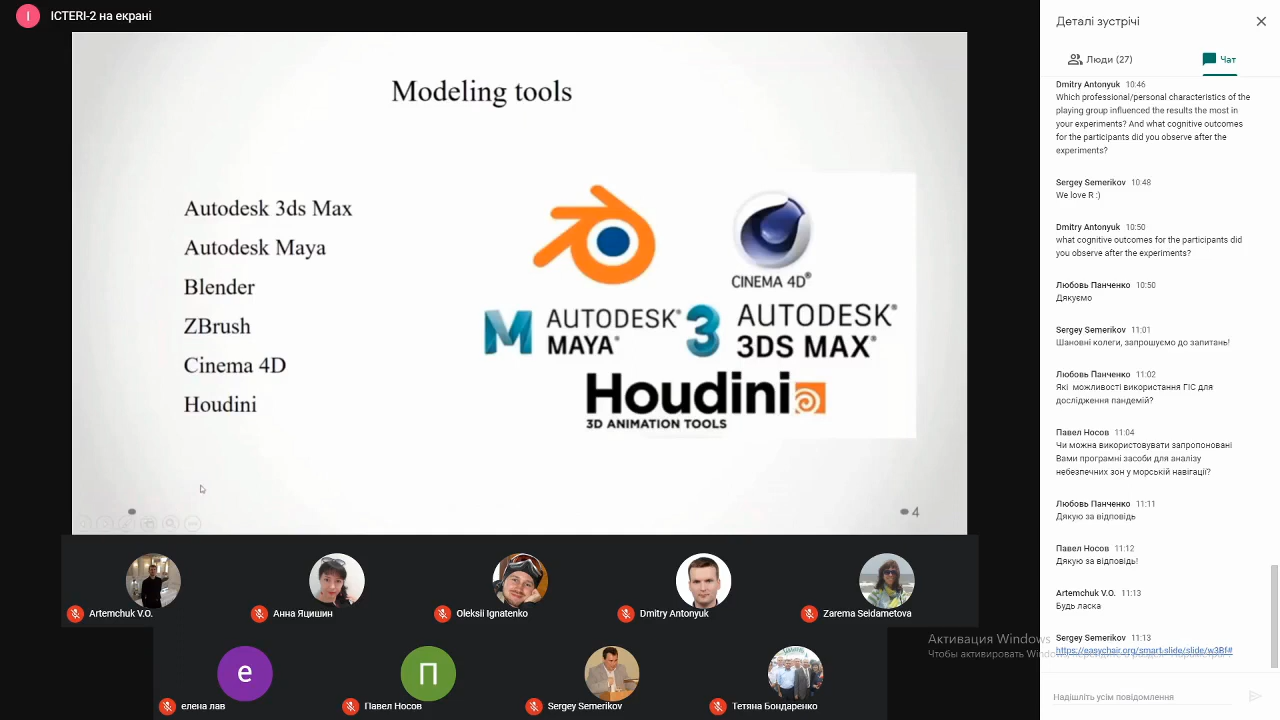 I
ICTERI-2 на екрані
Modeling tools
Autodesk 3ds Max
Autodesk Maya
Blender
ZBrush
Cinema 4D
Houdini
CINEMA 4D®
M AUTODESK®
MAYA®
3 AUTODESK®
3DS MAX®
Houdini
3D ANIMATION TOOLS
4
Artemchuk V.O.
Анна Яцишин
Oleksii Ignatenko
Dmitry Antonyuk
Zarema Seidametova
e
П
елена лав
Павел Носов
Sergey Semerikov
Тетяна Бондаренко
Деталі зустрічі
Люди (27)
Чат
Dmitry Antonyuk 10:46
Which professional/personal characteristics of the
playing group influenced the results the most in
your experiments? And what cognitive outcomes
for the participants did you observe after the
experiments?
Sergey Semerikov 10:48
We love R :)
Dmitry Antonyuk 10:50
what cognitive outcomes for the participants did
you observe after the experiments?
Любовь Панченко 10:50
Дякуємо
Sergey Semerikov 11:01
Шановні колеги, запрошуємо до запитань!
Любовь Панченко 11:02
Які можливості використання ГІС для
дослідження пандемій?
Павел Носов 11:04
Чи можна використовувати запропоновані
Вами програмні засоби для аналізу
небезпечних зон у морській навігації?
Любовь Панченко 11:11
Дякую за відповідь
Павел Носов 11:12
Дякую за відповідь!
Artemchuk V.O. 11:13
Будь ласка
Sergey Semerikov 11:13
https://easychair.org/smart-slide/slide/w3Bf#
Активация Windows
Чтобы активировать Windows, перейдите в раздел "Параметры".
Надішліть усім повідомлення